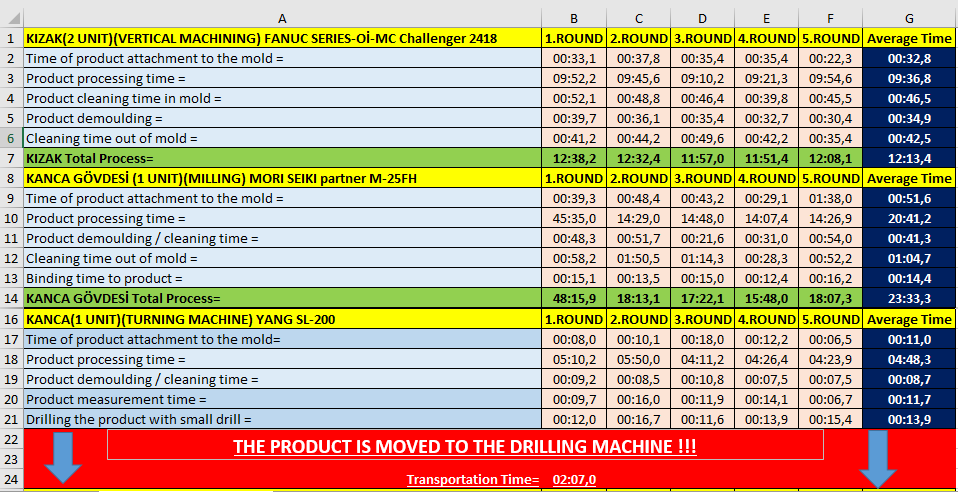 A B C D E F G
1 KIZAK(2 UNIT)(VERTICAL MACHINING) FANUC SERIES-Oİ-MC Challenger 2418 1.ROUND 2.ROUND 3.ROUND 4.ROUND 5.ROUND Average Time
2 Time of product attachment to the mold = 00:33,1 00:37,8 00:35,4 00:35,4 00:22,3 00:32,8
3 Product processing time = 09:52,2 09:45,6 09:10,2 09:21,3 09:54,6 09:36,8
4 Product cleaning time in mold = 00:52,1 00:48,8 00:46,4 00:39,8 00:45,5 00:46,5
5 Product demoulding = 00:39,7 00:36,1 00:35,4 00:32,7 00:30,4 00:34,9
6 Cleaning time out of mold = 00:41,2 00:44,2 00:49,6 00:42,2 00:35,4 00:42,5
7 KIZAK Total Process= 12:38,2 12:32,4 11:57,0 11:51,4 12:08,1 12:13,4
8 KANCA GÖVDESİ (1 UNIT)(MILLING) MORI SEIKI partner M-25FH 1.ROUND 2.ROUND 3.ROUND 4.ROUND 5.ROUND Average Time
9 Time of product attachment to the mold = 00:39,3 00:48,4 00:43,2 00:29,1 01:38,0 00:51,6
10 Product processing time = 45:35,0 14:29,0 14:48,0 14:07,4 14:26,9 20:41,2
11 Product demoulding / cleaning time = 00:48,3 00:51,7 00:21,6 00:31,0 00:54,0 00:41,3
12 Cleaning time out of mold = 00:58,2 01:50,5 01:14,3 00:28,3 00:52,2 01:04,7
13 Binding time to product = 00:15,1 00:13,5 00:15,0 00:12,4 00:16,2 00:14,4
14 KANCA GÖVDESİ Total Process= 48:15,9 18:13,1 17:22,1 15:48,0 18:07,3 23:33,3
16 KANCA(1 UNIT)(TURNING MACHINE) YANG SL-200 1.ROUND 2.ROUND 3.ROUND 4.ROUND 5.ROUND Average Time
17 Time of product attachment to the mold= 00:08,0 00:10,1 00:18,0 00:12,2 00:06,5 00:11,0
18 Product processing time = 05:10,2 05:50,0 04:11,2 04:26,4 04:23,9 04:48,3
19 Product demoulding / cleaning time = 00:09,2 00:08,5 00:10,8 00:07,5 00:07,5 00:08,7
20 Product measurement time = 00:09,7 00:16,0 00:11,9 00:14,1 00:06,7 00:11,7
21 Drilling the product with small drill = 00:12,0 00:16,7 00:11,6 00:13,9 00:15,4 00:13,9
22 THE PRODUCT IS MOVED TO THE DRILLING MACHINE !!!
23
24 Transportation Time= 02:07,0